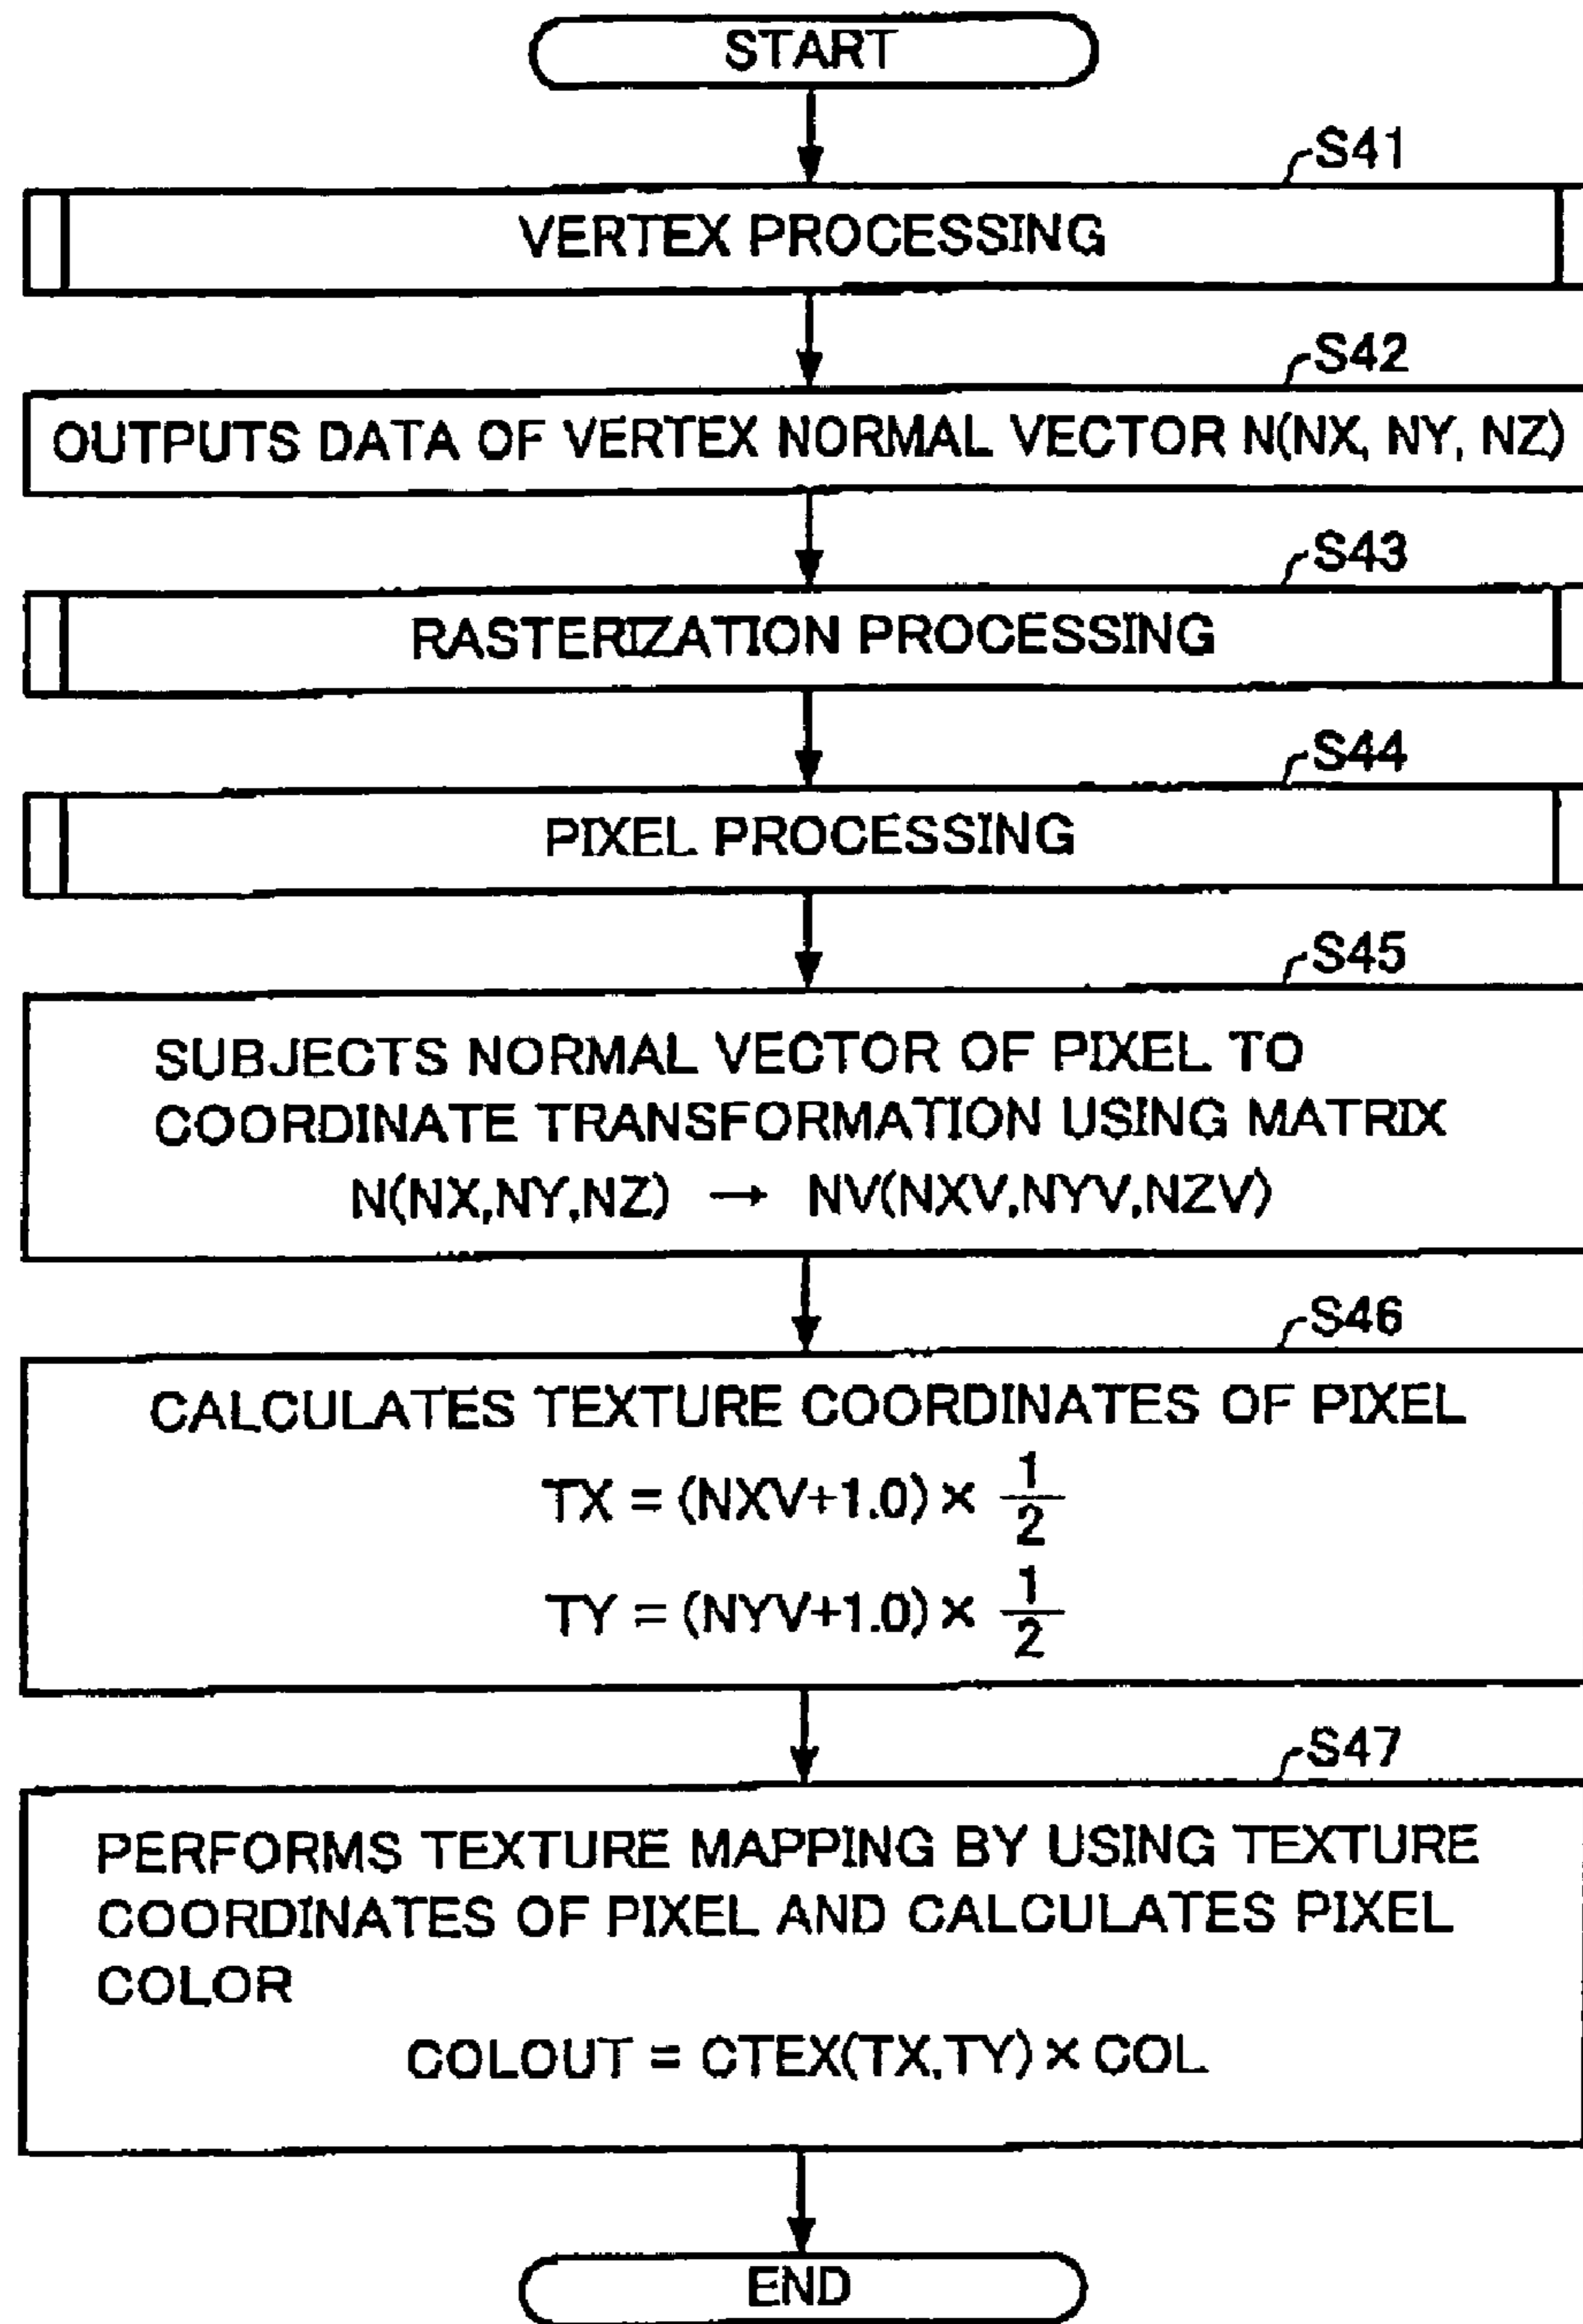 START
S41
VERTEX PROCESSING
S42
OUTPUTS DATA OF VERTEX NORMAL VECTOR N(NX, NY, NZ)
S43
RASTERIZATION PROCESSING
S44
PIXEL PROCESSING
S45
SUBJECTS NORMAL VECTOR OF PIXEL TO
COORDINATE TRANSFORMATION USING MATRIX
N(NX,NY,NZ) → NV(NXV,NYV,NZV)
S46
CALCULATES TEXTURE COORDINATES OF PIXEL
TX = (NXV+1.0) × 1/2
TY = (NYV+1.0) × 1/2
S47
PERFORMS TEXTURE MAPPING BY USING TEXTURE
COORDINATES OF PIXEL AND CALCULATES PIXEL
COLOR
COLOUT = CTEX(TX,TY) × COL
END